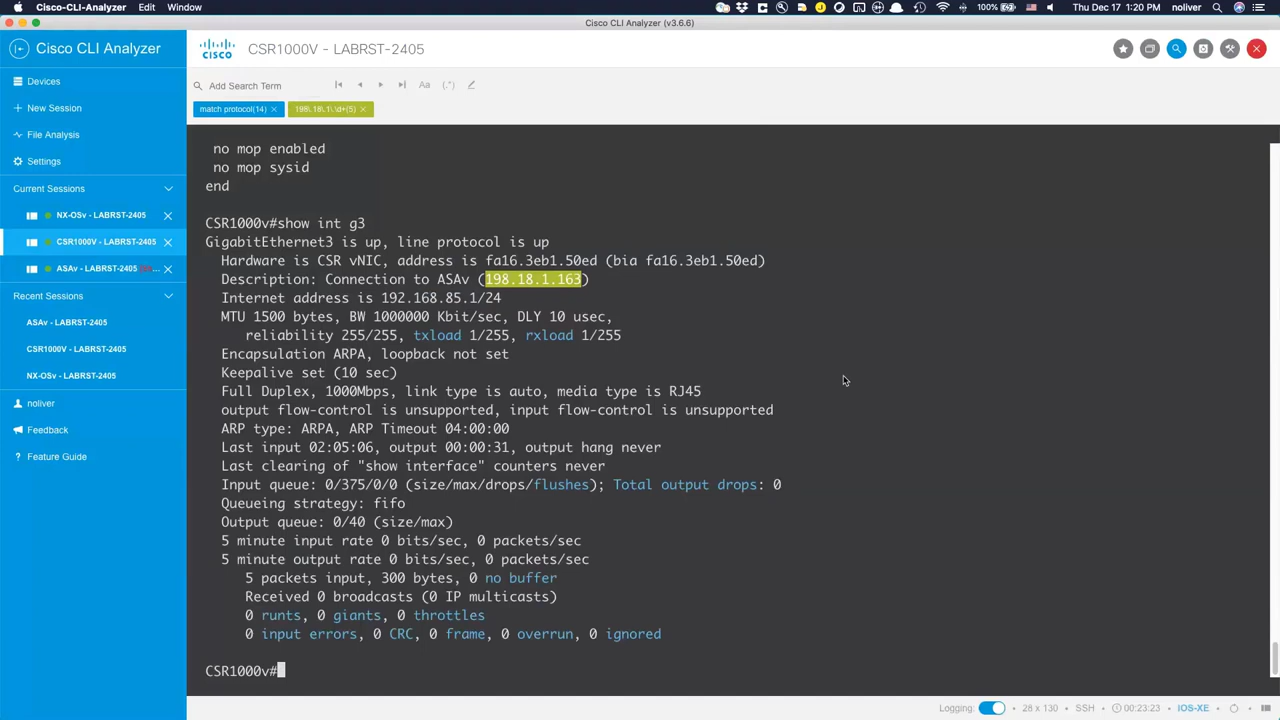 Cisco-CLI-Analyzer Edit Window
100% Thu Dec 17 1:20 PM noliver
Cisco CLI Analyzer (v3.6.6)
Cisco CLI Analyzer
cisco
CSR1000V - LABRST-2405
Devices
New Session
File Analysis
Settings
Current Sessions
NX-OSv - LABRST-2405
CSR1000V - LABRST-2405
ASAv - LABRST-2405
Recent Sessions
ASAv - LABRST-2405
CSR1000V - LABRST-2405
NX-OSv - LABRST-2405
noliver
Feedback
? Feature Guide
Add Search Term
Aa (.*)
match protocol(14) × 198\.18\.1\.\d+(5) ×
no mop enabled
no mop sysid
end
CSR1000v#show int g3
GigabitEthernet3 is up, line protocol is up
Hardware is CSR vNIC, address is fa16.3eb1.50ed (bia fa16.3eb1.50ed)
Description: Connection to ASAv (198.18.1.163)
Internet address is 192.168.85.1/24
MTU 1500 bytes, BW 1000000 Kbit/sec, DLY 10 usec,
reliability 255/255, txload 1/255, rxload 1/255
Encapsulation ARPA, loopback not set
Keepalive set (10 sec)
Full Duplex, 1000Mbps, link type is auto, media type is RJ45
output flow-control is unsupported, input flow-control is unsupported
ARP type: ARPA, ARP Timeout 04:00:00
Last input 02:05:06, output 00:00:31, output hang never
Last clearing of "show interface" counters never
Input queue: 0/375/0/0 (size/max/drops/flushes); Total output drops: 0
Queueing strategy: fifo
Output queue: 0/40 (size/max)
5 minute input rate 0 bits/sec, 0 packets/sec
5 minute output rate 0 bits/sec, 0 packets/sec
5 packets input, 300 bytes, 0 no buffer
Received 0 broadcasts (0 IP multicasts)
0 runts, 0 giants, 0 throttles
0 input errors, 0 CRC, 0 frame, 0 overrun, 0 ignored
CSR1000v#
Logging: 28 x 130 SSH 00:23:23 IOS-XE